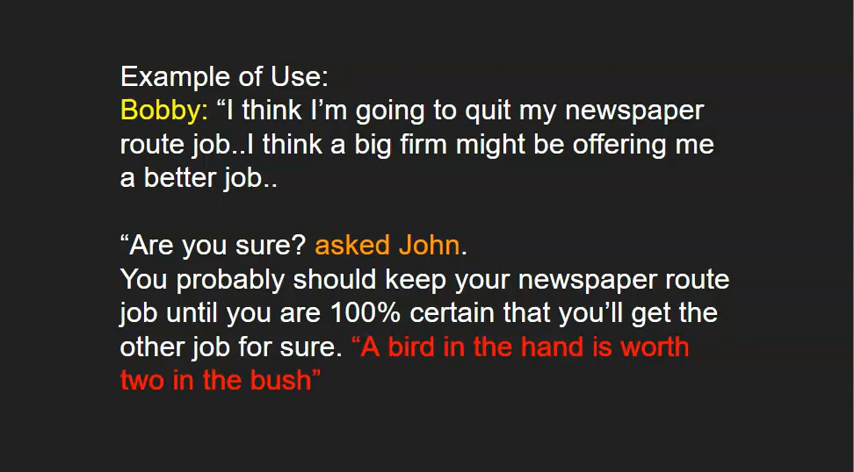 Example of Use:
Bobby: “I think I’m going to quit my newspaper
route job..I think a big firm might be offering me
a better job..
“Are you sure? asked John.
You probably should keep your newspaper route
job until you are 100% certain that you’ll get the
other job for sure. “A bird in the hand is worth
two in the bush”